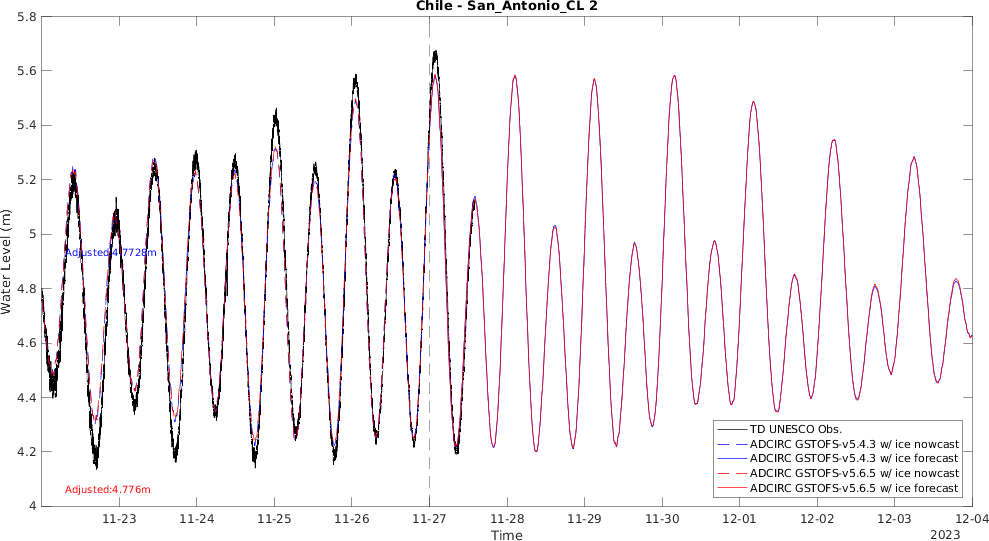 Chile - San_Antonio_CL 2
5.8
5.6
5.4
5.2
5
4.8
4.6
4.4
4.2
4
Water Level (m)
Adjusted:4.7728m
Adjusted:4.776m
TD UNESCO Obs.
ADCIRC GSTOFS-v5.4.3 w/ ice nowcast
ADCIRC GSTOFS-v5.4.3 w/ ice forecast
ADCIRC GSTOFS-v5.6.5 w/ ice nowcast
ADCIRC GSTOFS-v5.6.5 w/ ice forecast
11-23 11-24 11-25 11-26 11-27 11-28 11-29 11-30 12-01 12-02 12-03 12-04
Time
2023